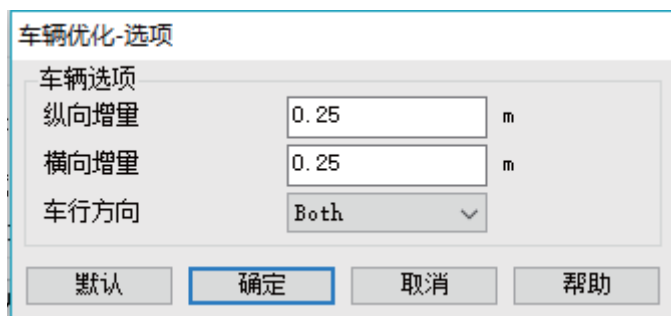 车辆优化-选项
车辆选项
纵向增量 0.25 m
横向增量 0.25 m
车行方向 Both
默认 确定 取消 帮助